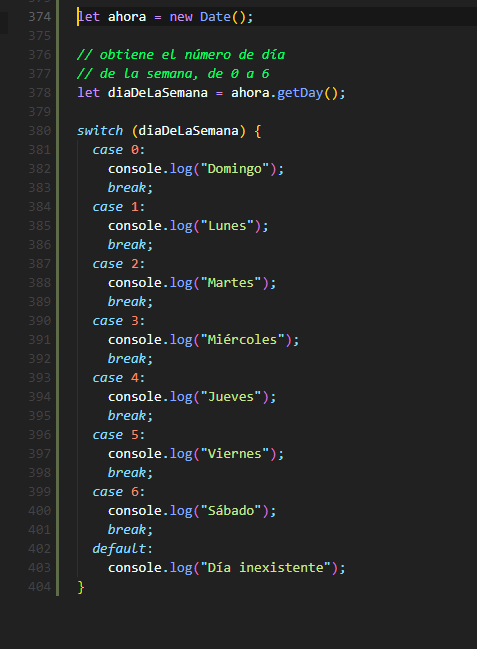 374 let ahora = new Date();
375
376 // obtiene el número de día
377 // de la semana, de 0 a 6
378 let diaDeLaSemana = ahora.getDay();
379
380 switch (diaDeLaSemana) {
381 case 0:
382 console.log("Domingo");
383 break;
384 case 1:
385 console.log("Lunes");
386 break;
387 case 2:
388 console.log("Martes");
389 break;
390 case 3:
391 console.log("Miércoles");
392 break;
393 case 4:
394 console.log("Jueves");
395 break;
396 case 5:
397 console.log("Viernes");
398 break;
399 case 6:
400 console.log("Sábado");
401 break;
402 default:
403 console.log("Día inexistente");
404 }